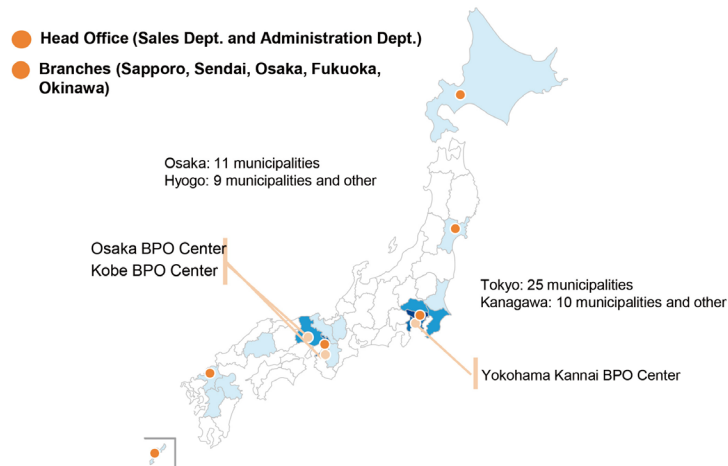 Head Office (Sales Dept. and Administration Dept.)
Branches (Sapporo, Sendai, Osaka, Fukuoka,
Okinawa)
Osaka: 11 municipalities
Hyogo: 9 municipalities and other
Osaka BPO Center
Kobe BPO Center
Tokyo: 25 municipalities
Kanagawa: 10 municipalities and other
Yokohama Kannai BPO Center